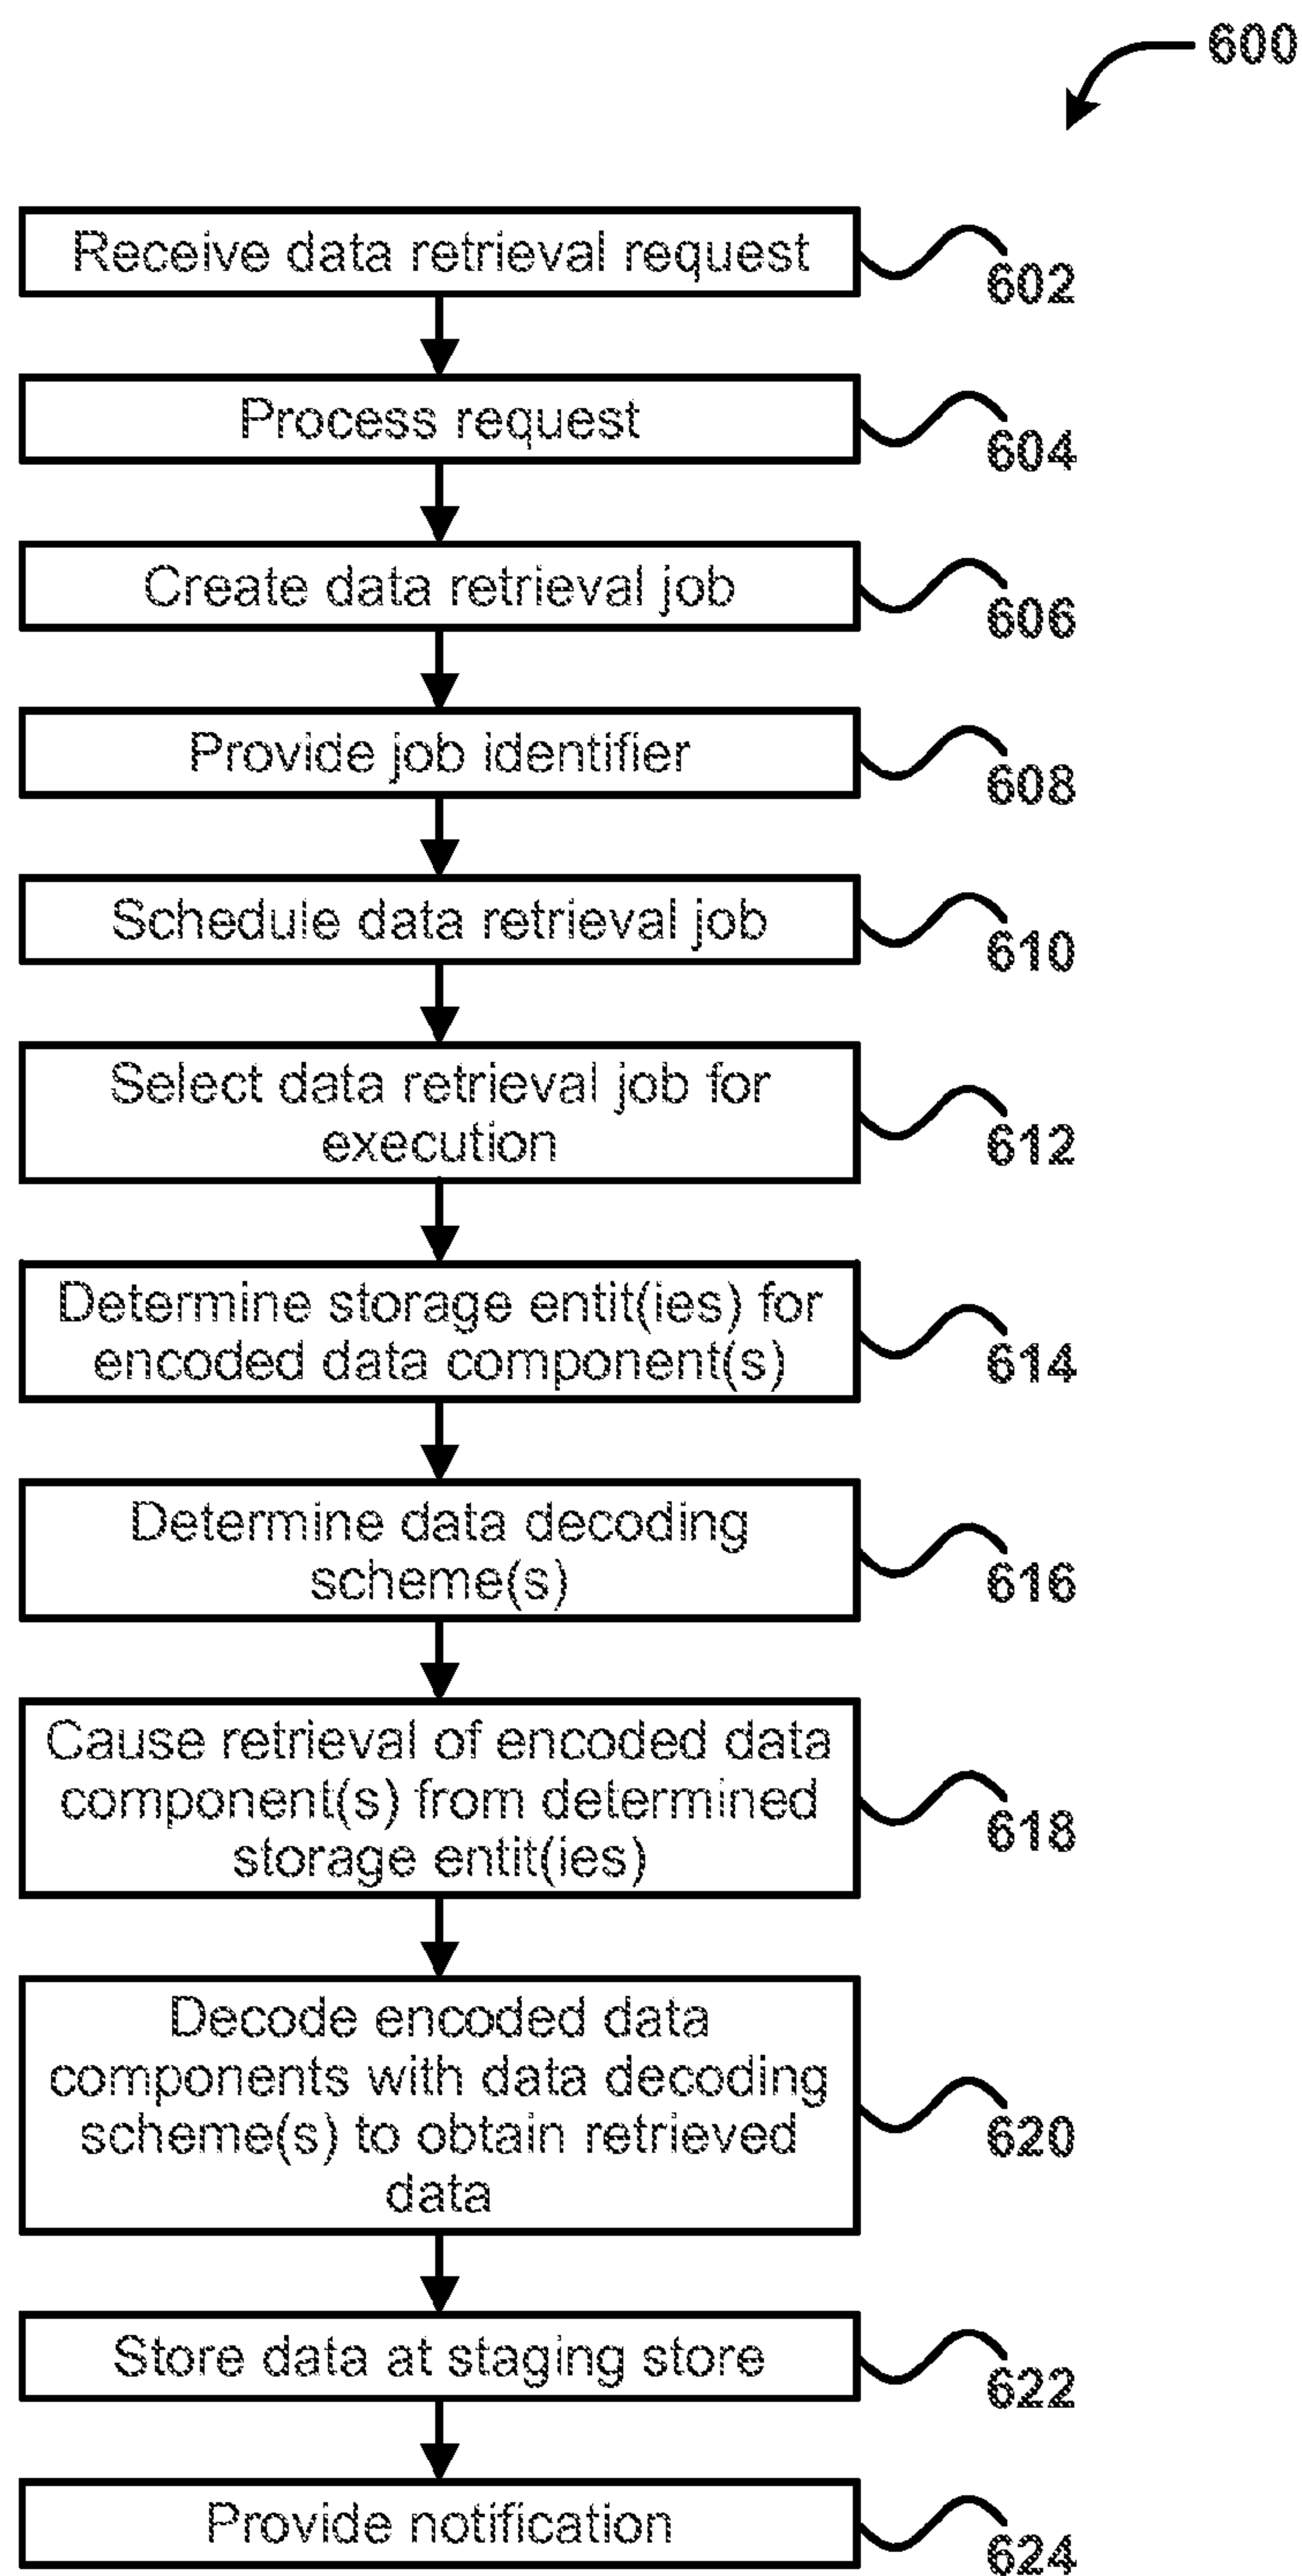 600
Receive data retrieval request
602
Process request
604
Create data retrieval job
606
Provide job identifier
608
Schedule data retrieval job
610
Select data retrieval job for
execution
612
Determine storage entit(ies) for
encoded data component(s)
614
Determine data decoding
scheme(s)
616
Cause retrieval of encoded data
component(s) from determined
storage entit(ies)
618
Decode encoded data
components with data decoding
scheme(s) to obtain retrieved
data
620
Store data at staging store
622
Provide notification
624